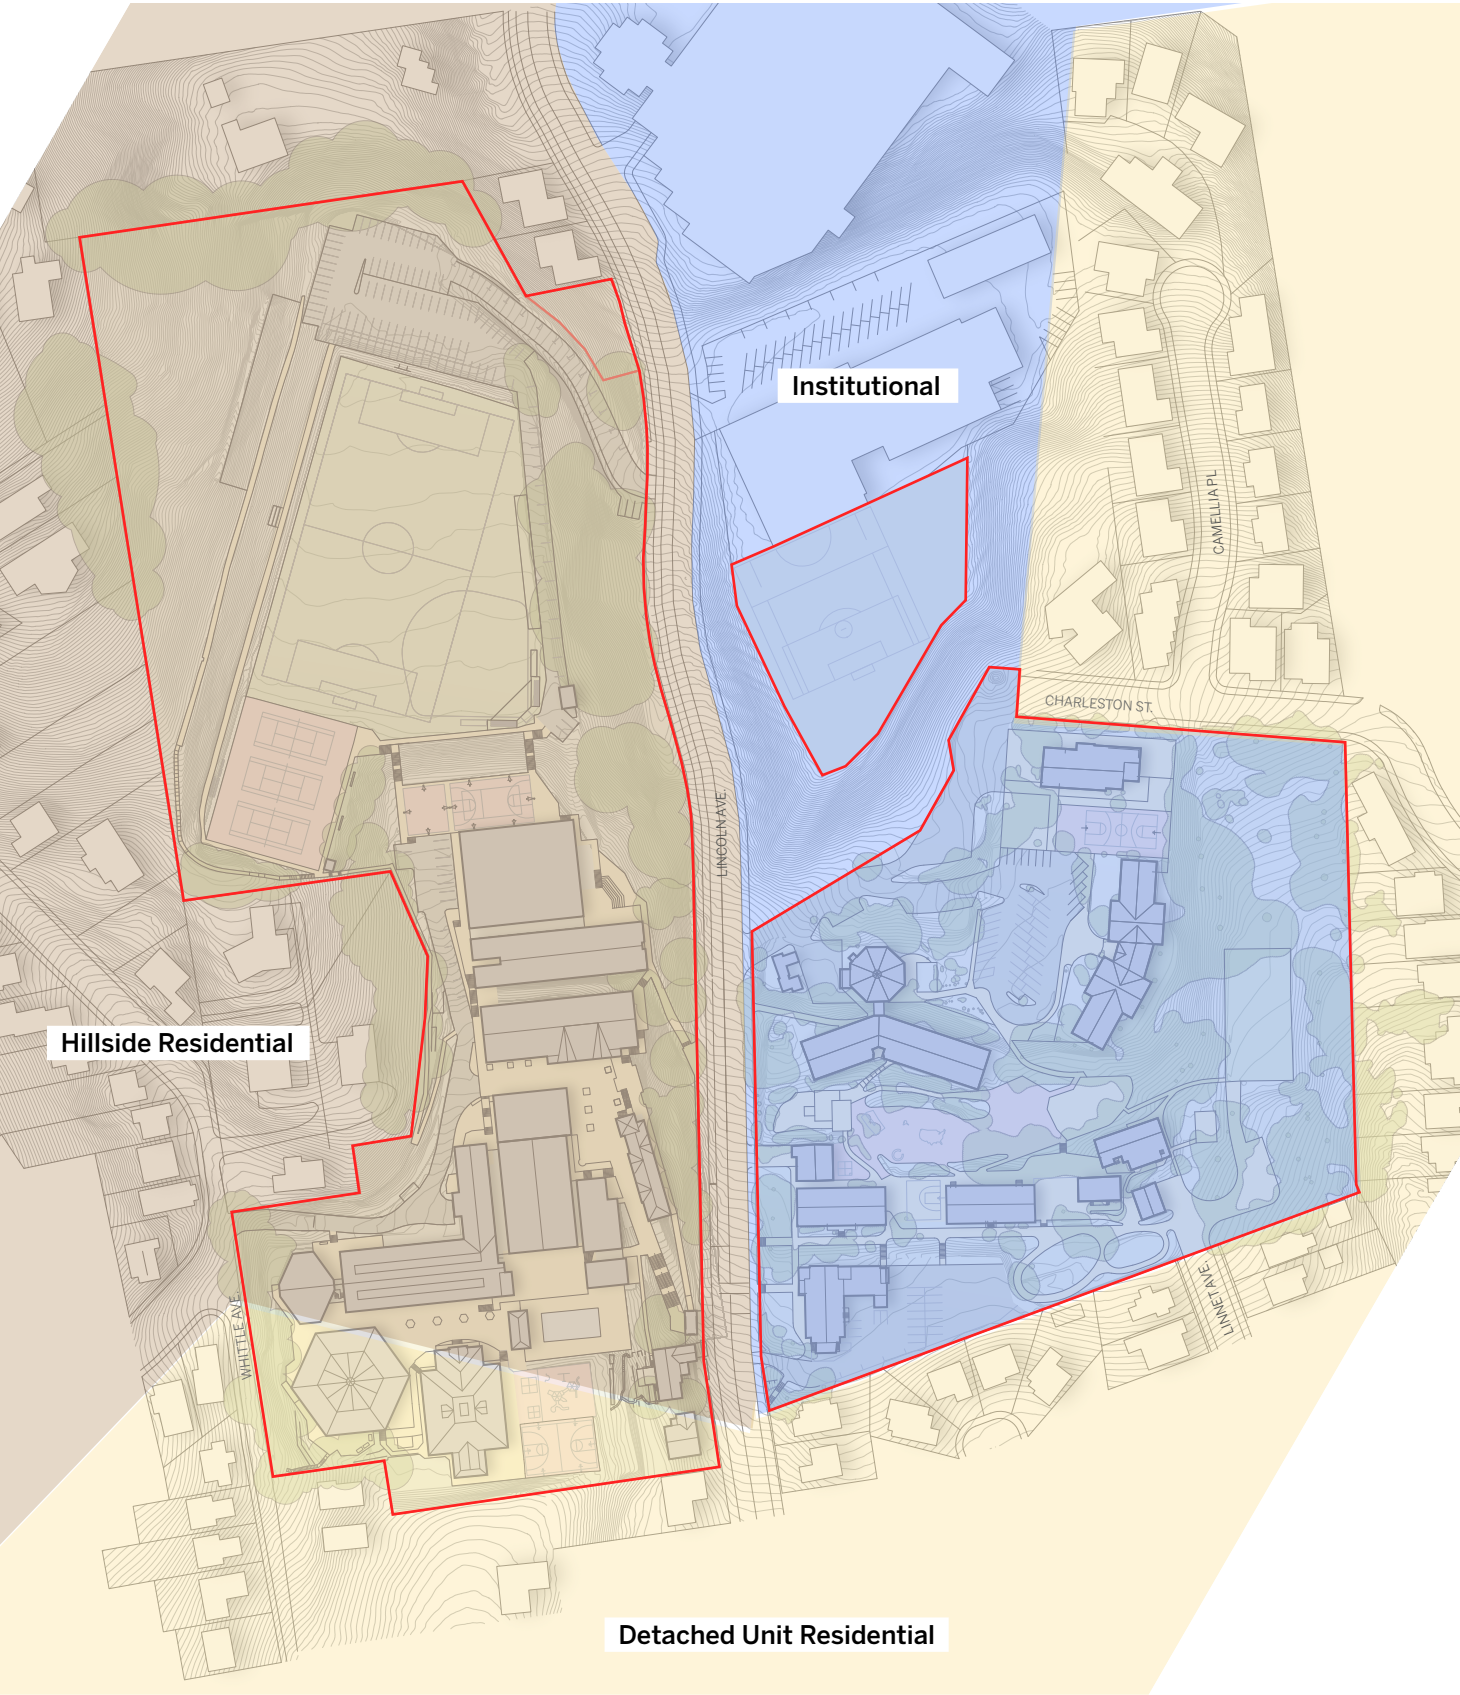 Institutional
CAMELLIA PL
CHARLESTON ST.
LINCOLN AVE.
Hillside Residential
WHITTLE AVE.
LINNET AVE.
Detached Unit Residential